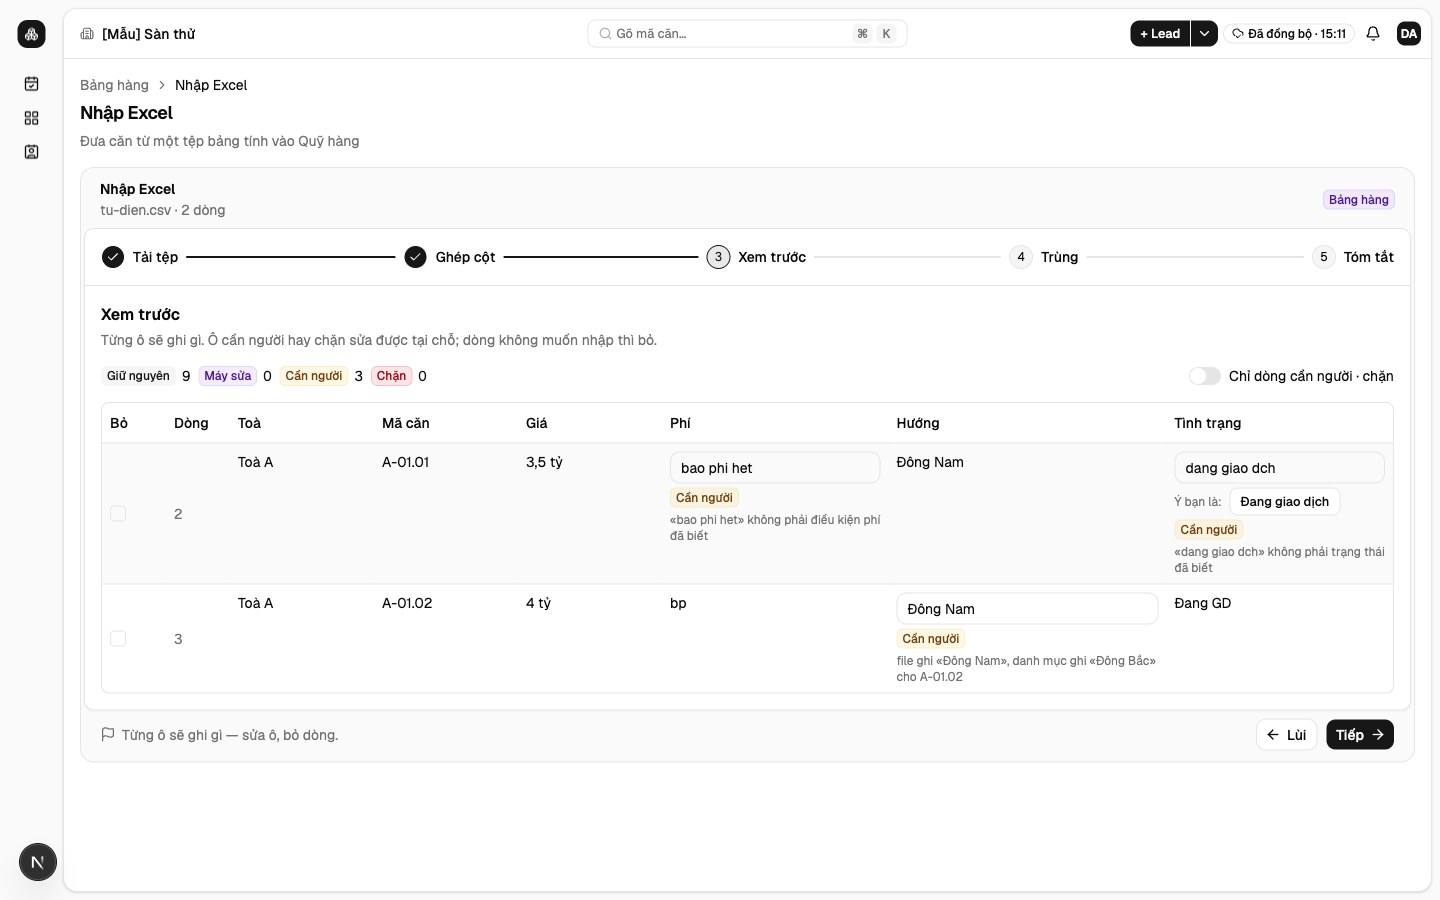 [Mẫu] Sàn thử
Gõ mã căn...
⌘ K
+ Lead
Đã đồng bộ · 15:11
DA
Bảng hàng > Nhập Excel
Nhập Excel
Đưa căn từ một tệp bảng tính vào Quỹ hàng
Nhập Excel
tu-dien.csv · 2 dòng
Bảng hàng
Tải tệp
Ghép cột
3 Xem trước
4 Trùng
5 Tóm tắt
Xem trước
Từng ô sẽ ghi gì. Ô cần người hay chặn sửa được tại chỗ; dòng không muốn nhập thì bỏ.
Giữ nguyên 9 Máy sửa 0 Cần người 3 Chặn 0
Chỉ dòng cần người · chặn
Bỏ Dòng Toà Mã căn Giá Phí Hướng Tình trạng
2 Toà A A-01.01 3,5 tỷ
bao phi het
Cần người
«bao phi het» không phải điều kiện phí
đã biết
Đông Nam
dang giao dch
Ý bạn là: Đang giao dịch
Cần người
«dang giao dch» không phải trạng thái
đã biết
3 Toà A A-01.02 4 tỷ bp
Đông Nam
Cần người
file ghi «Đông Nam», danh mục ghi «Đông Bắc»
cho A-01.02
Đang GD
Từng ô sẽ ghi gì — sửa ô, bỏ dòng.
Lùi
Tiếp
N